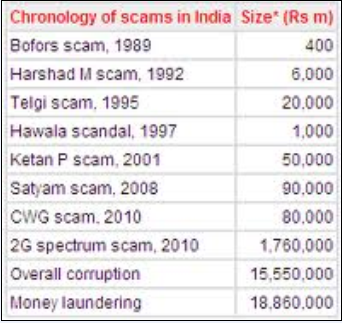 Chronology of scams in India Size* (Rs m)
Bofors scam, 1989 400
Harshad M scam, 1992 6,000
Telgi scam, 1995 20,000
Hawala scandal, 1997 1,000
Ketan P scam, 2001 50,000
Satyam scam, 2008 90,000
CWG scam, 2010 80,000
2G spectrum scam, 2010 1,760,000
Overall corruption 15,550,000
Money laundering 18,860,000